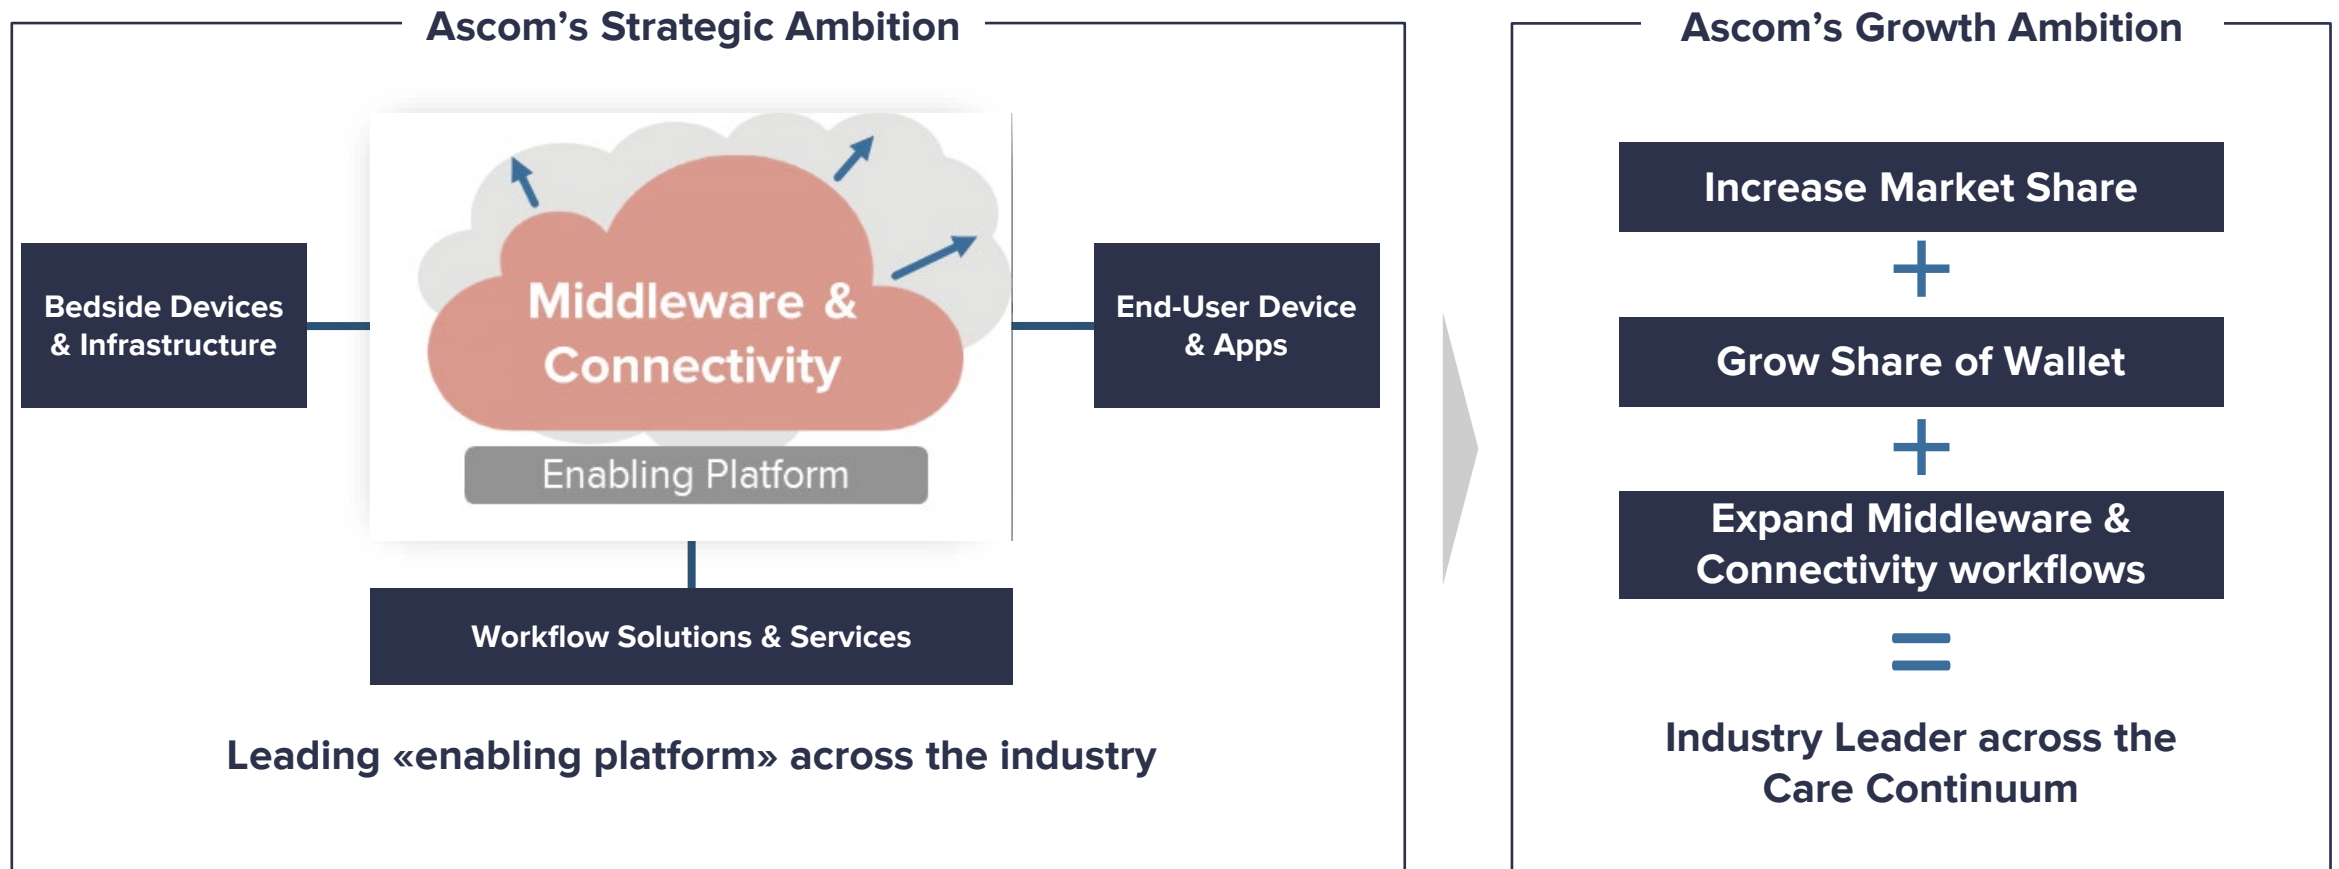 Ascom’s Strategic Ambition
Bedside Devices
& Infrastructure
Middleware &
Connectivity
Enabling Platform
End-User Device
& Apps
Workflow Solutions & Services
Leading «enabling platform» across the industry
Ascom’s Growth Ambition
Increase Market Share
+
Grow Share of Wallet
+
Expand Middleware &
Connectivity workflows
=
Industry Leader across the
Care Continuum